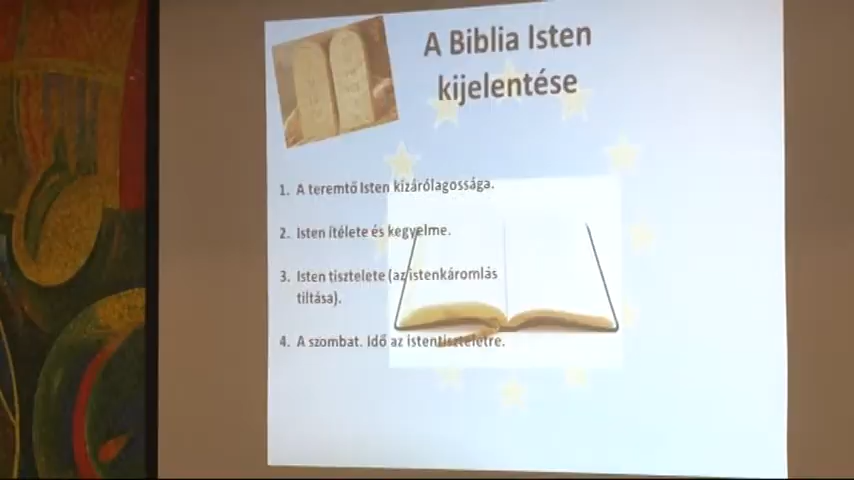 A Biblia Isten
kijelentése
1. A teremtő Isten kizárólagossága.
2. Isten ítélete és kegyelme.
3. Isten tisztelete (az istenkáromlás
tiltása).
4. A szombat. Idő az istentiszteletre.